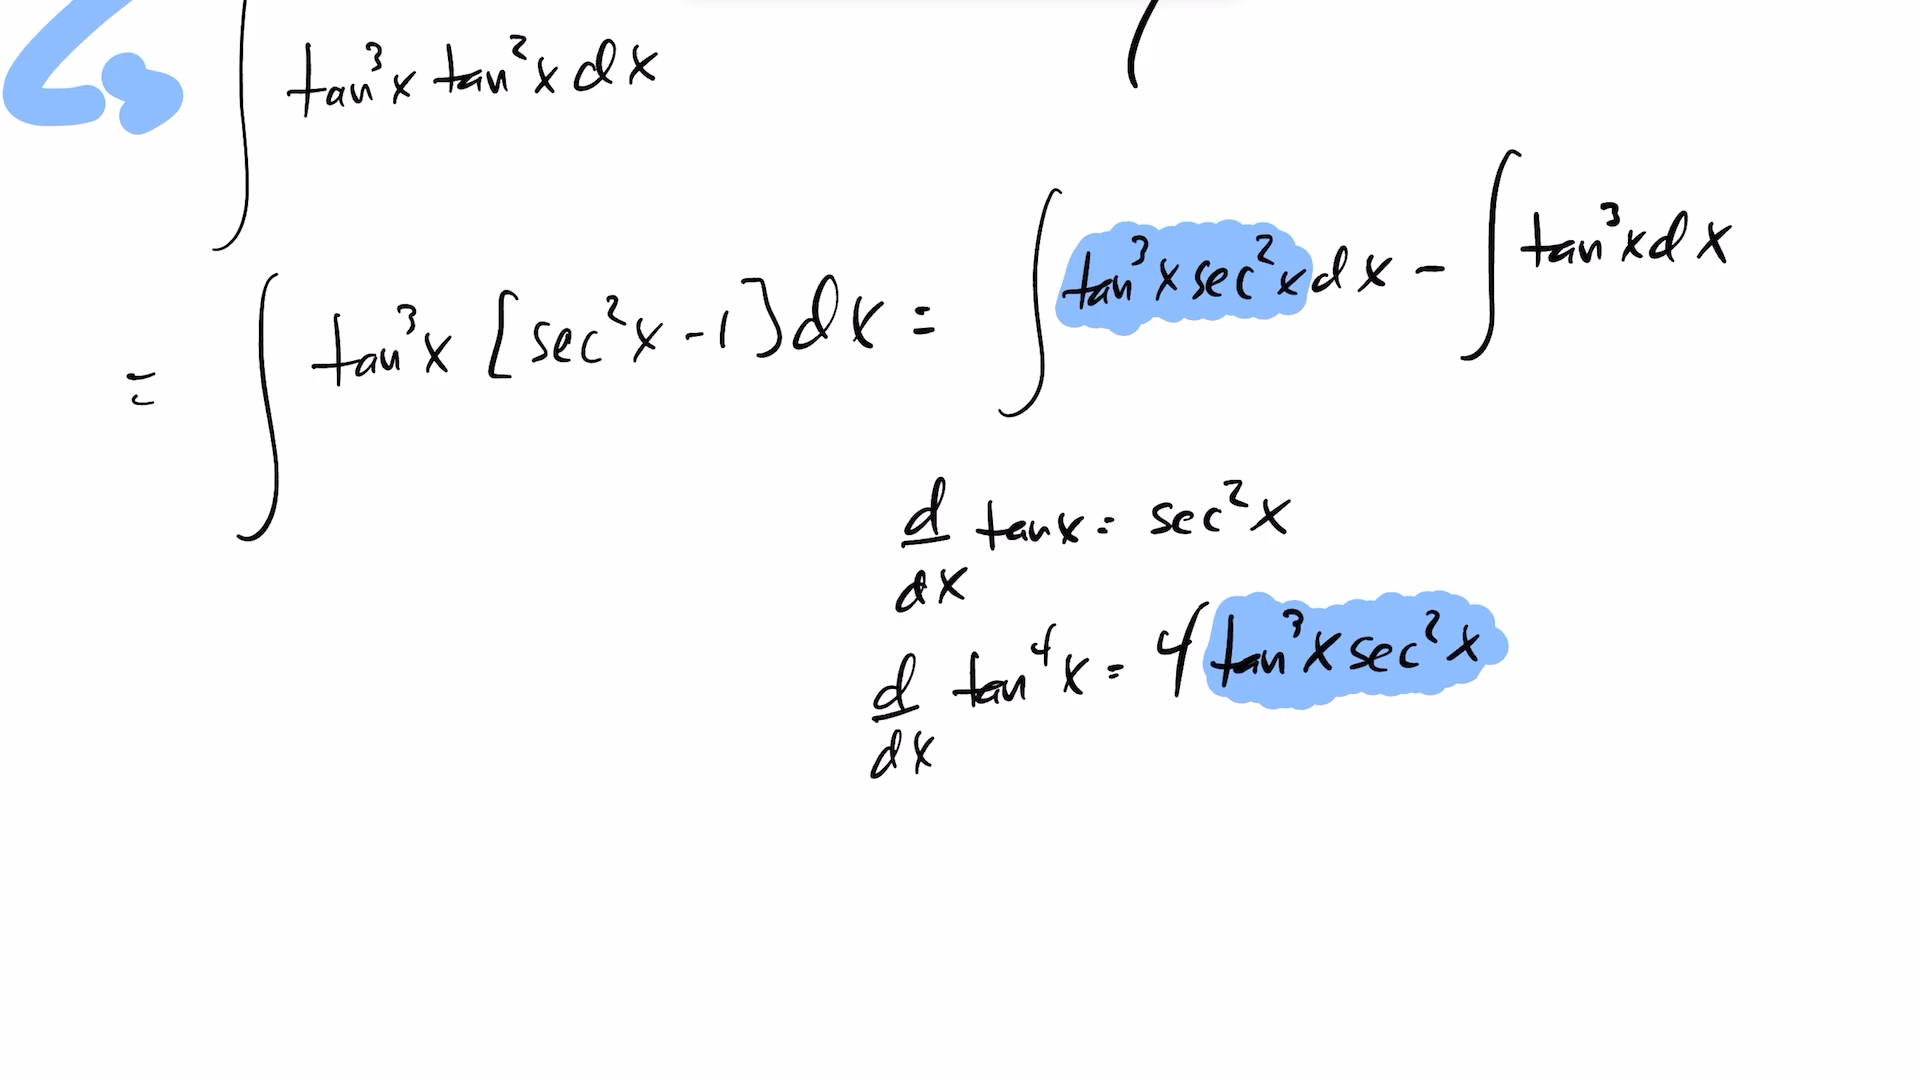 ∫ tan³x tan²x dx
= ∫ tan³x [sec²x - 1] dx = ∫ tan³x sec²x dx - ∫ tan³x dx
d/dx tan x = sec²x
d/dx tan⁴x = 4 tan³x sec²x